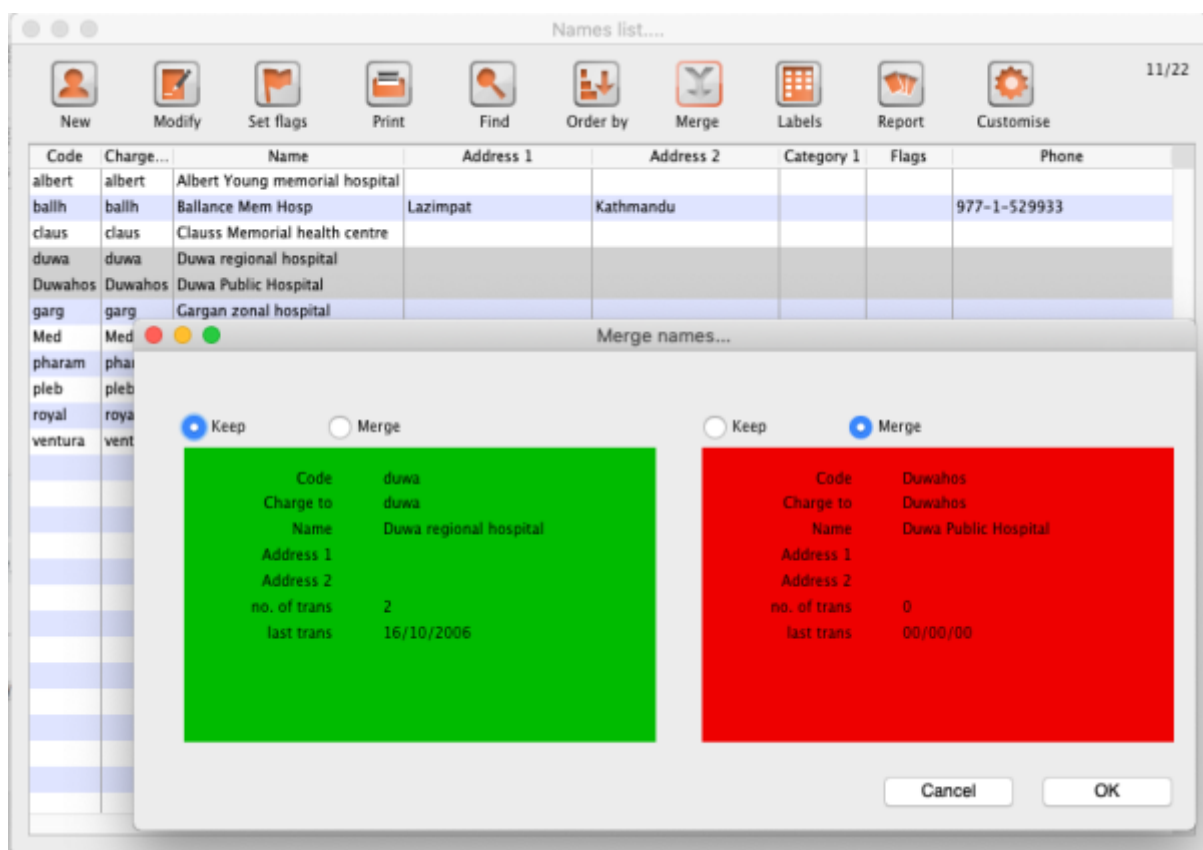 Names list....
11/22
New Modify Set flags Print Find Order by Merge Labels Report Customise
Code Charge... Name Address 1 Address 2 Category 1 Flags Phone
albert albert Albert Young memorial hospital
ballh ballh Ballance Mem Hosp Lazimpat Kathmandu 977-1-529933
claus claus Clauss Memorial health centre
duwa duwa Duwa regional hospital
Duwahos Duwahos Duwa Public Hospital
garg garg Gargan zonal hospital
Med Med
pharam phar
pleb pleb
royal roya
ventura vent
Merge names...
Keep Merge Keep Merge
Code duwa Code Duwahos
Charge to duwa Charge to Duwahos
Name Duwa regional hospital Name Duwa Public Hospital
Address 1 Address 1
Address 2 Address 2
no. of trans 2 no. of trans 0
last trans 16/10/2006 last trans 00/00/00
Cancel OK